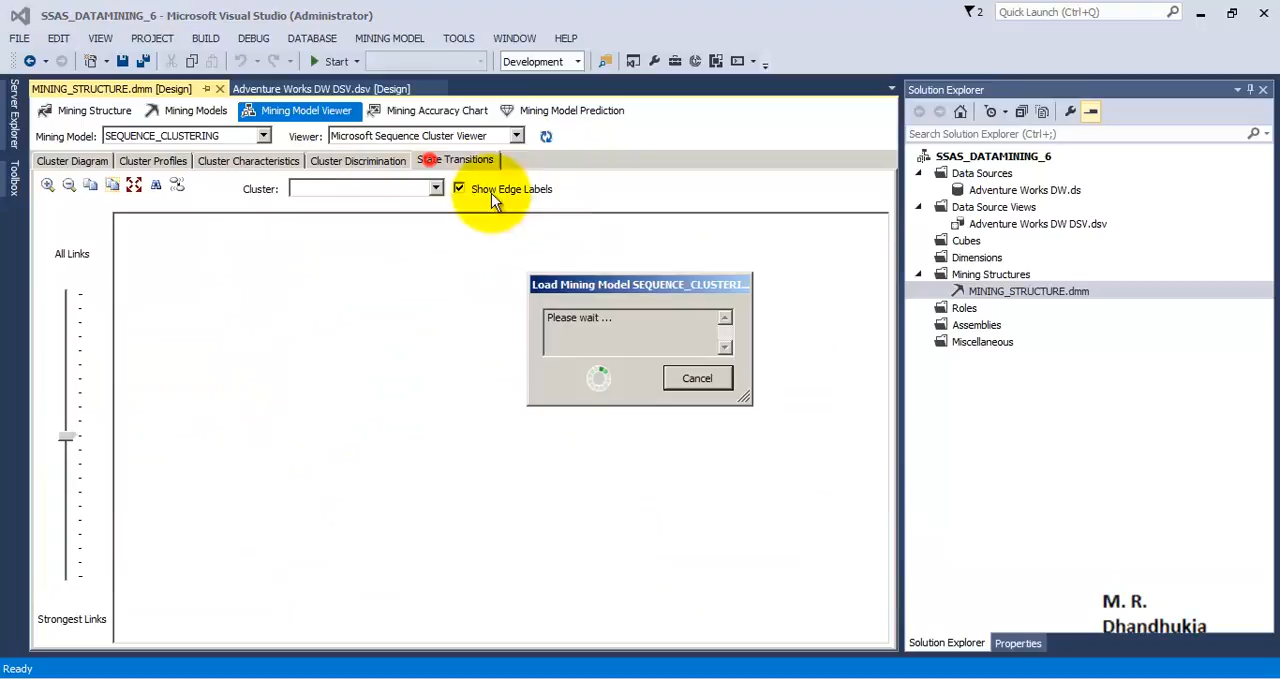 SSAS_DATAMINING_6 - Microsoft Visual Studio (Administrator)
2
Quick Launch (Ctrl+Q)
FILE EDIT VIEW PROJECT BUILD DEBUG DATABASE MINING MODEL TOOLS WINDOW HELP
Start
Development
MINING_STRUCTURE.dmm [Design]
Adventure Works DW DSV.dsv [Design]
Mining Structure
Mining Models
Mining Model Viewer
Mining Accuracy Chart
Mining Model Prediction
Mining Model:
SEQUENCE_CLUSTERING
Viewer:
Microsoft Sequence Cluster Viewer
Cluster Diagram
Cluster Profiles
Cluster Characteristics
Cluster Discrimination
Transitions
Cluster:
Show Edge Labels
All Links
Strongest Links
Load Mining Model SEQUENCE_CLUSTERI...
Please wait ...
Cancel
Server Explorer
Toolbox
Solution Explorer
Search Solution Explorer (Ctrl+;)
SSAS_DATAMINING_6
Data Sources
Adventure Works DW.ds
Data Source Views
Adventure Works DW DSV.dsv
Cubes
Dimensions
Mining Structures
MINING_STRUCTURE.dmm
Roles
Assemblies
Miscellaneous
M. R.
Dhandhukia
Solution Explorer
Properties
Ready